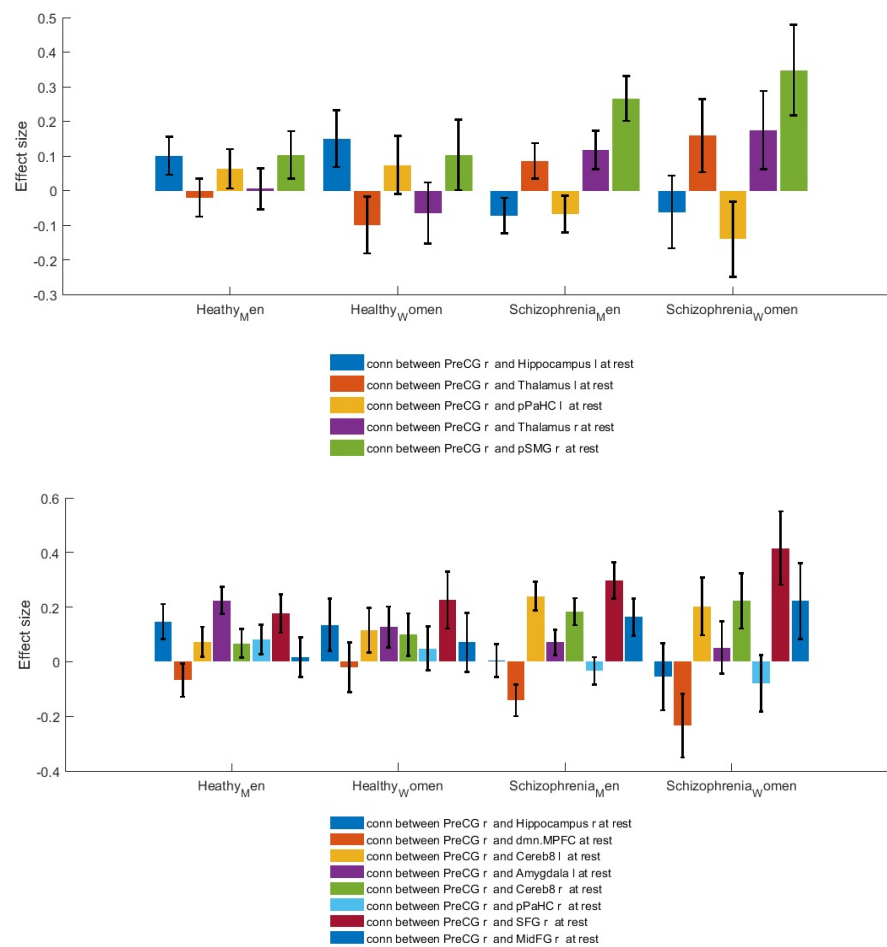 0.5
0.4
0.3
0.2
0.1
0
-0.1
-0.2
-0.3
Effect size
Heathy_Men Healthy_Women Schizophrenia_Men Schizophrenia_Women
conn between PreCG r and Hippocampus l at rest
conn between PreCG r and Thalamus l at rest
conn between PreCG r and pPaHC l at rest
conn between PreCG r and Thalamus r at rest
conn between PreCG r and pSMG r at rest
0.6
0.4
0.2
0
-0.2
-0.4
Effect size
Heathy_Men Healthy_Women Schizophrenia_Men Schizophrenia_Women
conn between PreCG r and Hippocampus r at rest
conn between PreCG r and dmn.MPFC at rest
conn between PreCG r and Cereb8 l at rest
conn between PreCG r and Amygdala l at rest
conn between PreCG r and Cereb8 r at rest
conn between PreCG r and pPaHC r at rest
conn between PreCG r and SFG r at rest
conn between PreCG r and MidFG r at rest